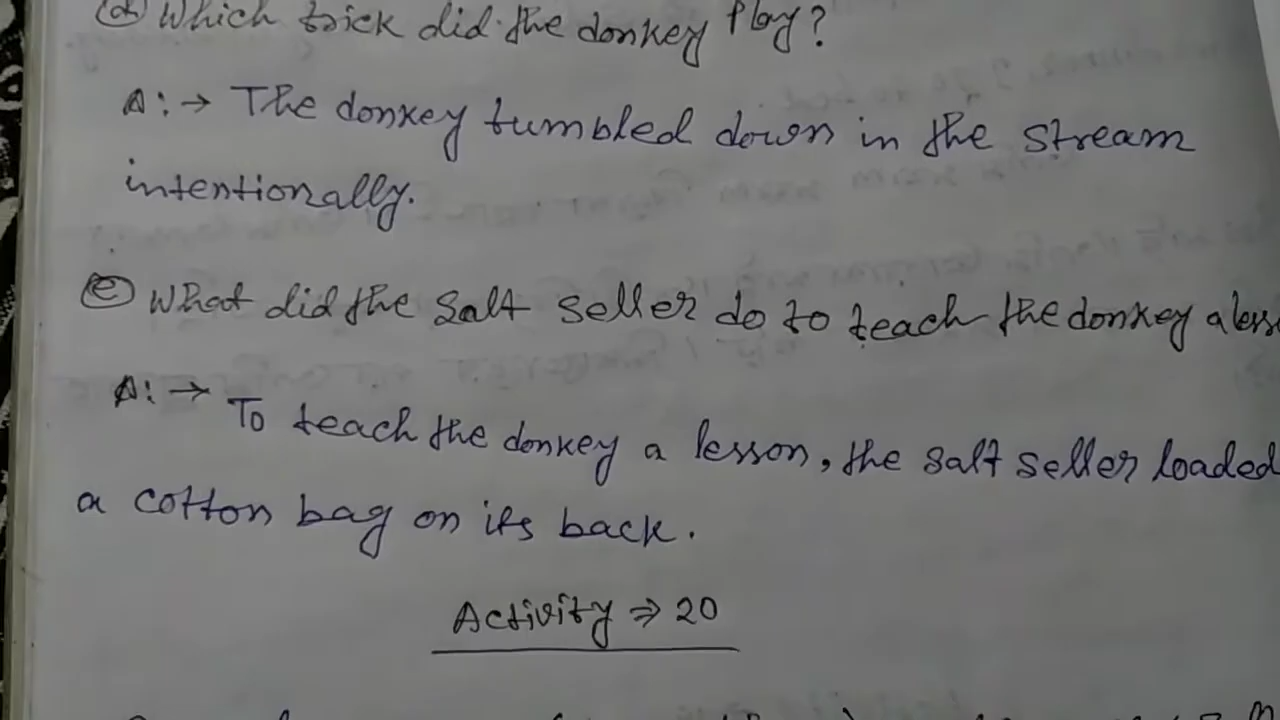 (d) Which trick did the donkey Play?
A: → The donkey tumbled down in the stream
intentionally.
(e) What did the salt seller do to teach the donkey a
A: → To teach the donkey a lesson, the salt seller loaded
a cotton bag on its back.
Activity ⇒ 20